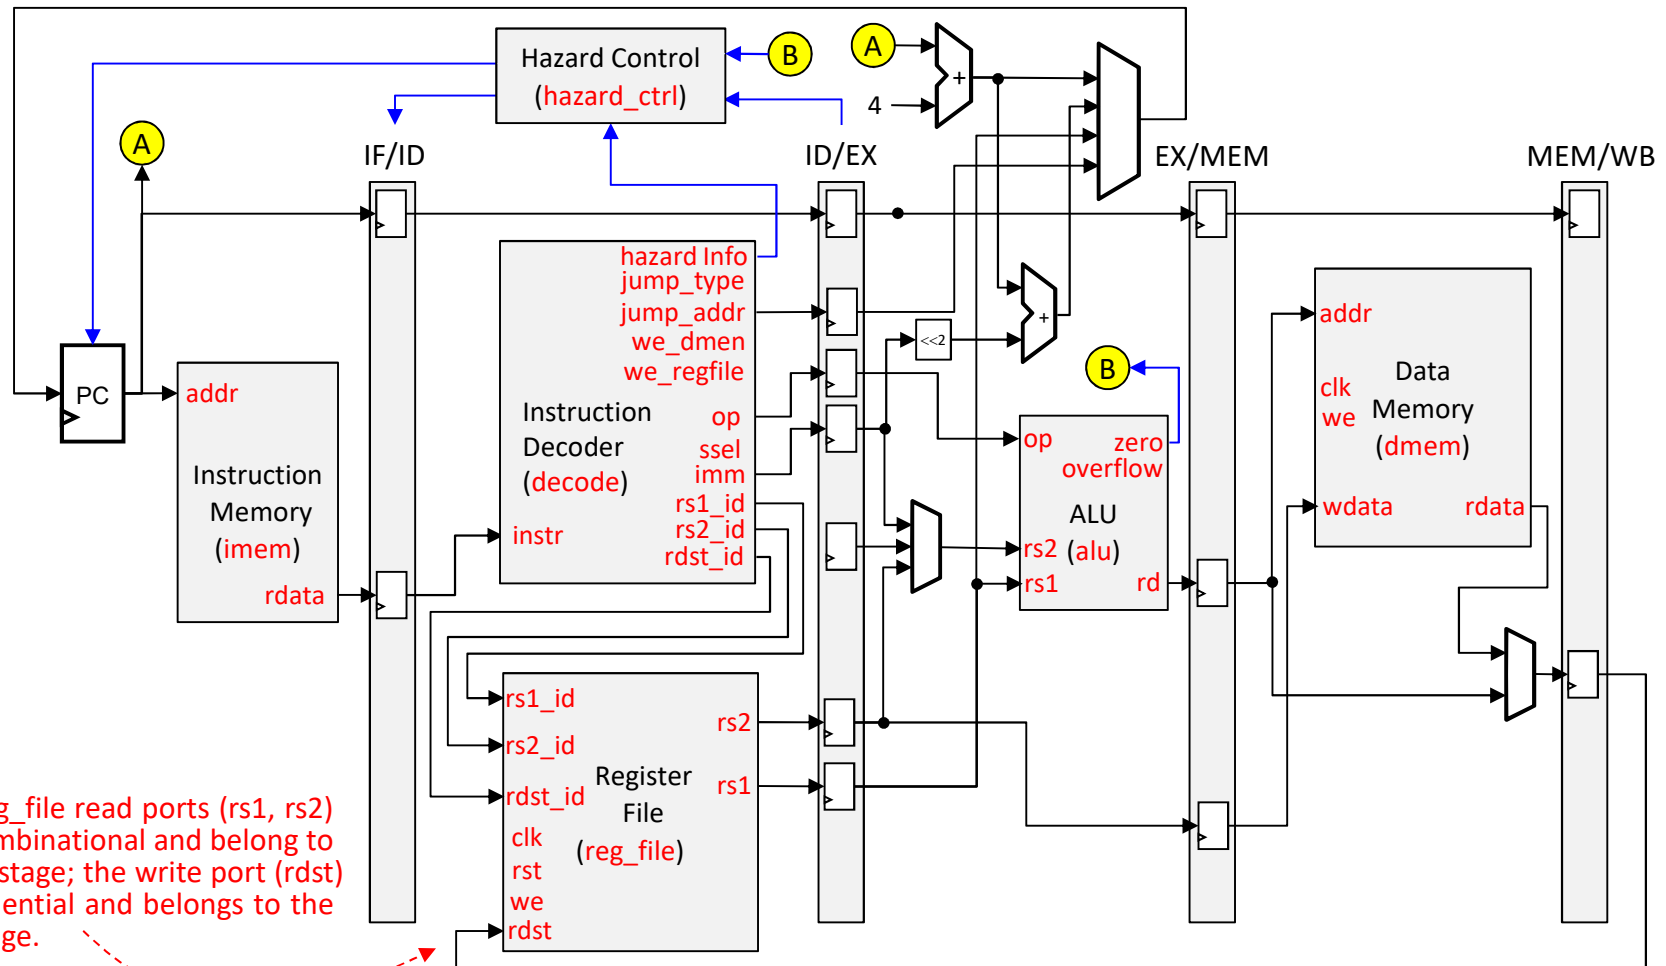 Hazard Control
(hazard_ctrl)
B
A
+
4
A
IF/ID
ID/EX
EX/MEM
MEM/WB
PC
addr
Instruction
Memory
(imem)
rdata
hazard Info
jump_type
jump_addr
we_dmen
we_regfile
op
ssel
imm
rs1_id
rs2_id
rdst_id
Instruction
Decoder
(decode)
instr
<<2
+
B
op
zero
overflow
ALU
(alu)
rs2
rs1
rd
addr
Data
Memory
(dmem)
clk
we
wdata
rdata
rs1_id
rs2_id
rdst_id
clk
rst
we
rdst
Register
File
(reg_file)
rs2
rs1
g_file read ports (rs1, rs2)
mbinational and belong to
stage; the write port (rdst)
ential and belongs to the
ge.